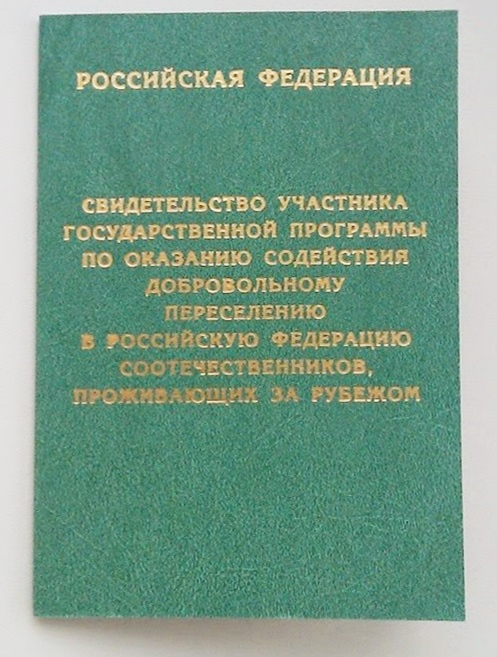 РОССИЙСКАЯ ФЕДЕРАЦИЯ
СВИДЕТЕЛЬСТВО УЧАСТНИКА
ГОСУДАРСТВЕННОЙ ПРОГРАММЫ
ПО ОКАЗАНИЮ СОДЕЙСТВИЯ
ДОБРОВОЛЬНОМУ
ПЕРЕСЕЛЕНИЮ
В РОССИЙСКУЮ ФЕДЕРАЦИЮ
СООТЕЧЕСТВЕННИКОВ,
ПРОЖИВАЮЩИХ ЗА РУБЕЖОМ